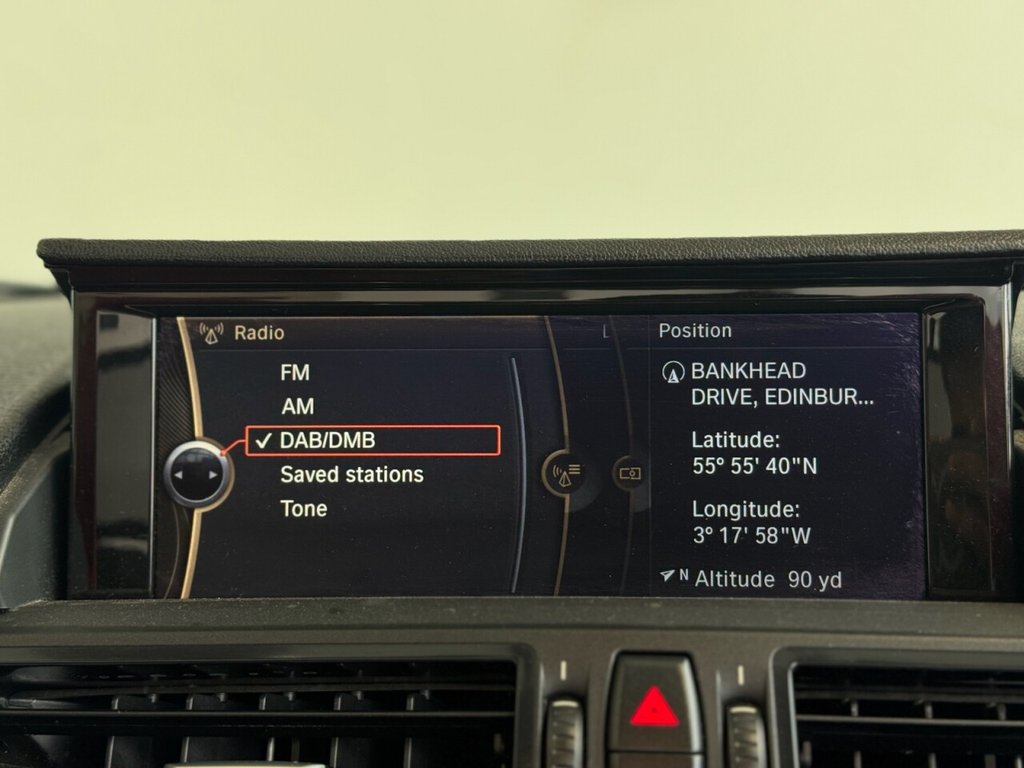 Radio
FM
AM
✓ DAB/DMB
Saved stations
Tone
L
Position
BANKHEAD
DRIVE, EDINBUR...
Latitude:
55° 55' 40"N
Longitude:
3° 17' 58"W
N Altitude 90 yd